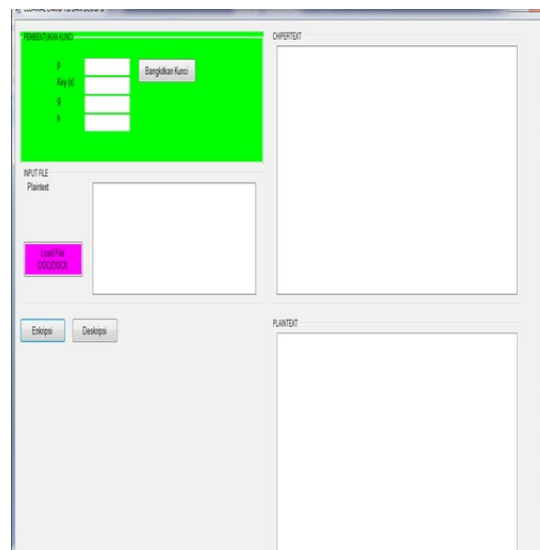 PEMBENTUKAN KUNCI
p
Key (x)
g
h
Bangkitkan Kunci
CHIPERTEXT
INPUT FILE
Plaintext
Load File
DOC/DOCX
Enkripsi
Deskripsi
PLAINTEXT